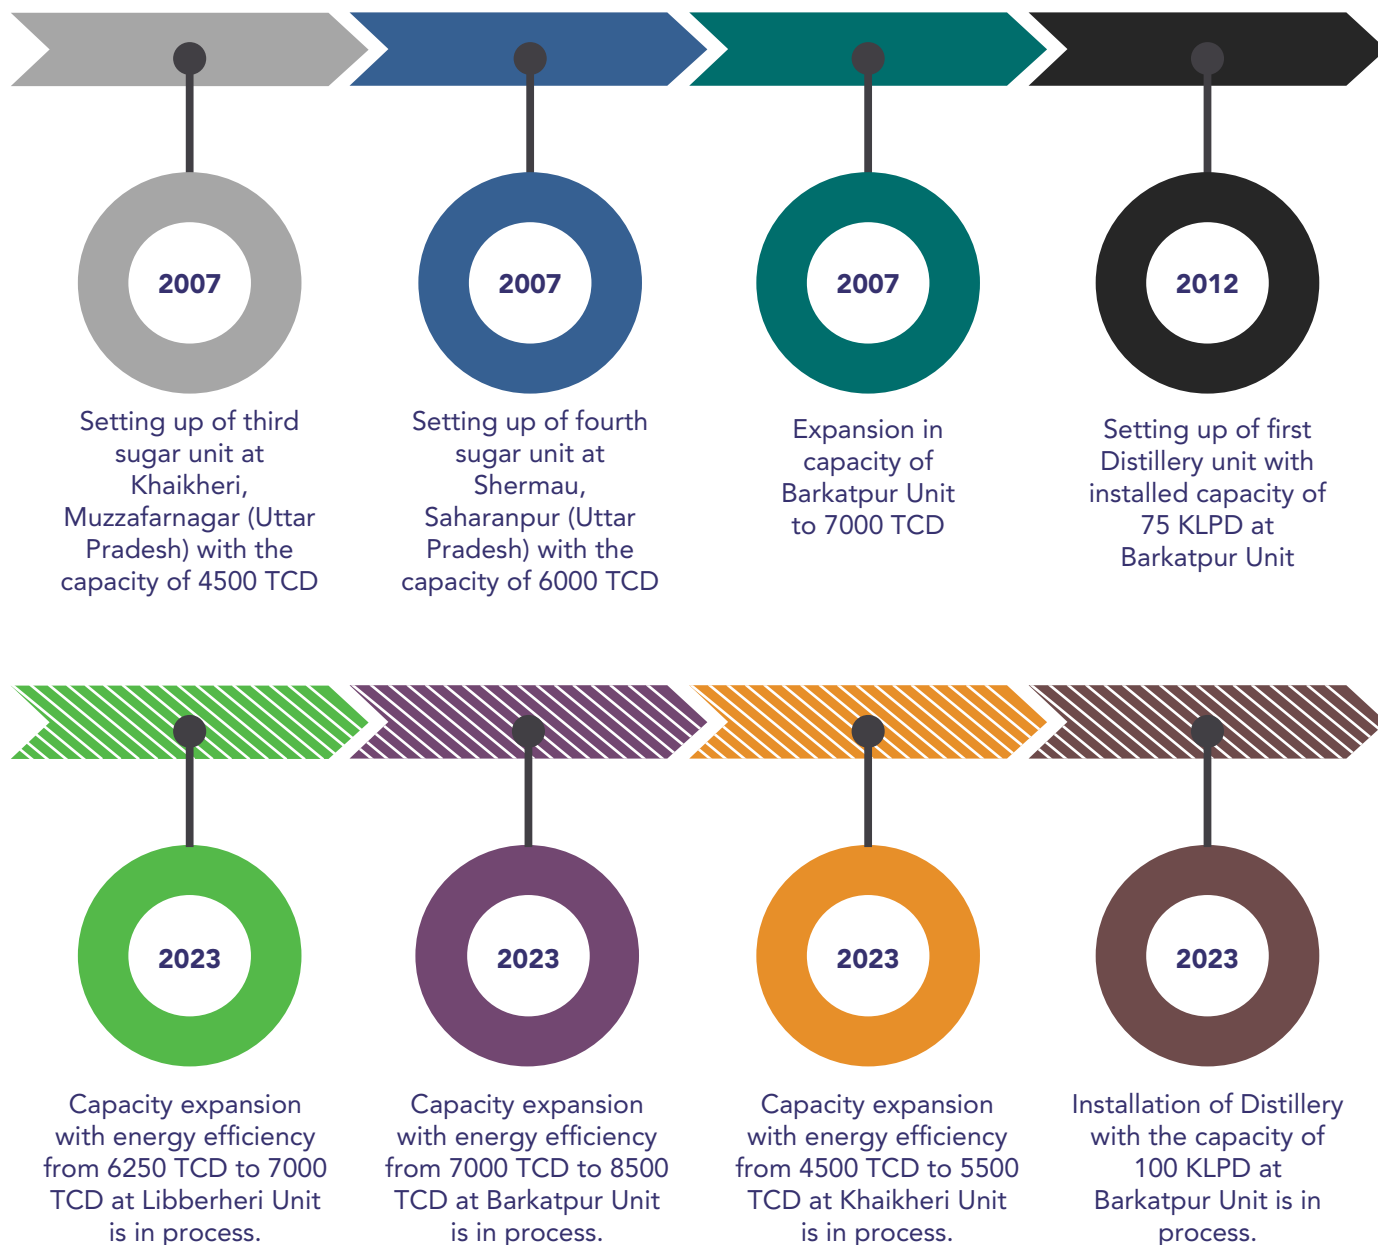 2007
Setting up of third
sugar unit at
Khaikheri,
Muzzafarnagar (Uttar
Pradesh) with the
capacity of 4500 TCD
2007
Setting up of fourth
sugar unit at
Shermau,
Saharanpur (Uttar
Pradesh) with the
capacity of 6000 TCD
2007
Expansion in
capacity of
Barkatpur Unit
to 7000 TCD
2012
Setting up of first
Distillery unit with
installed capacity of
75 KLPD at
Barkatpur Unit
2023
Capacity expansion
with energy efficiency
from 6250 TCD to 7000
TCD at Libberheri Unit
is in process.
2023
Capacity expansion
with energy efficiency
from 7000 TCD to 8500
TCD at Barkatpur Unit
is in process.
2023
Capacity expansion
with energy efficiency
from 4500 TCD to 5500
TCD at Khaikheri Unit
is in process.
2023
Installation of Distillery
with the capacity of
100 KLPD at
Barkatpur Unit is in
process.